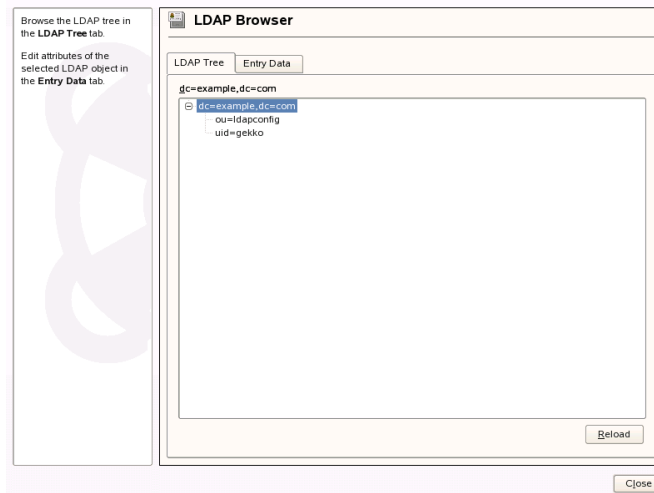 Browse the LDAP tree in
the LDAP Tree tab.
Edit attributes of the
selected LDAP object in
the Entry Data tab.
LDAP Browser
LDAP Tree
Entry Data
dc=example,dc=com
dc=example,dc=com
ou=ldapconfig
uid=gekko
Reload
Close